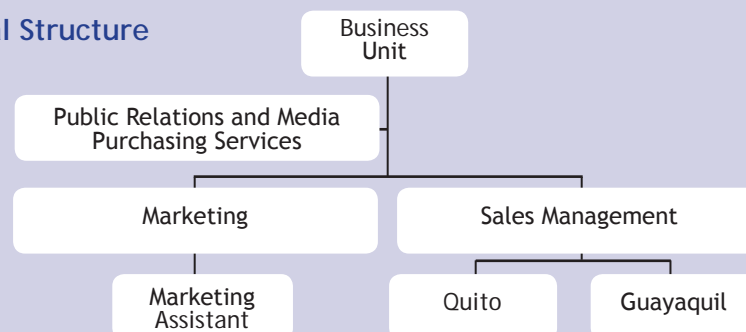 l Structure
Business
Unit
Public Relations and Media
Purchasing Services
Marketing
Sales Management
Marketing
Assistant
Quito
Guayaquil